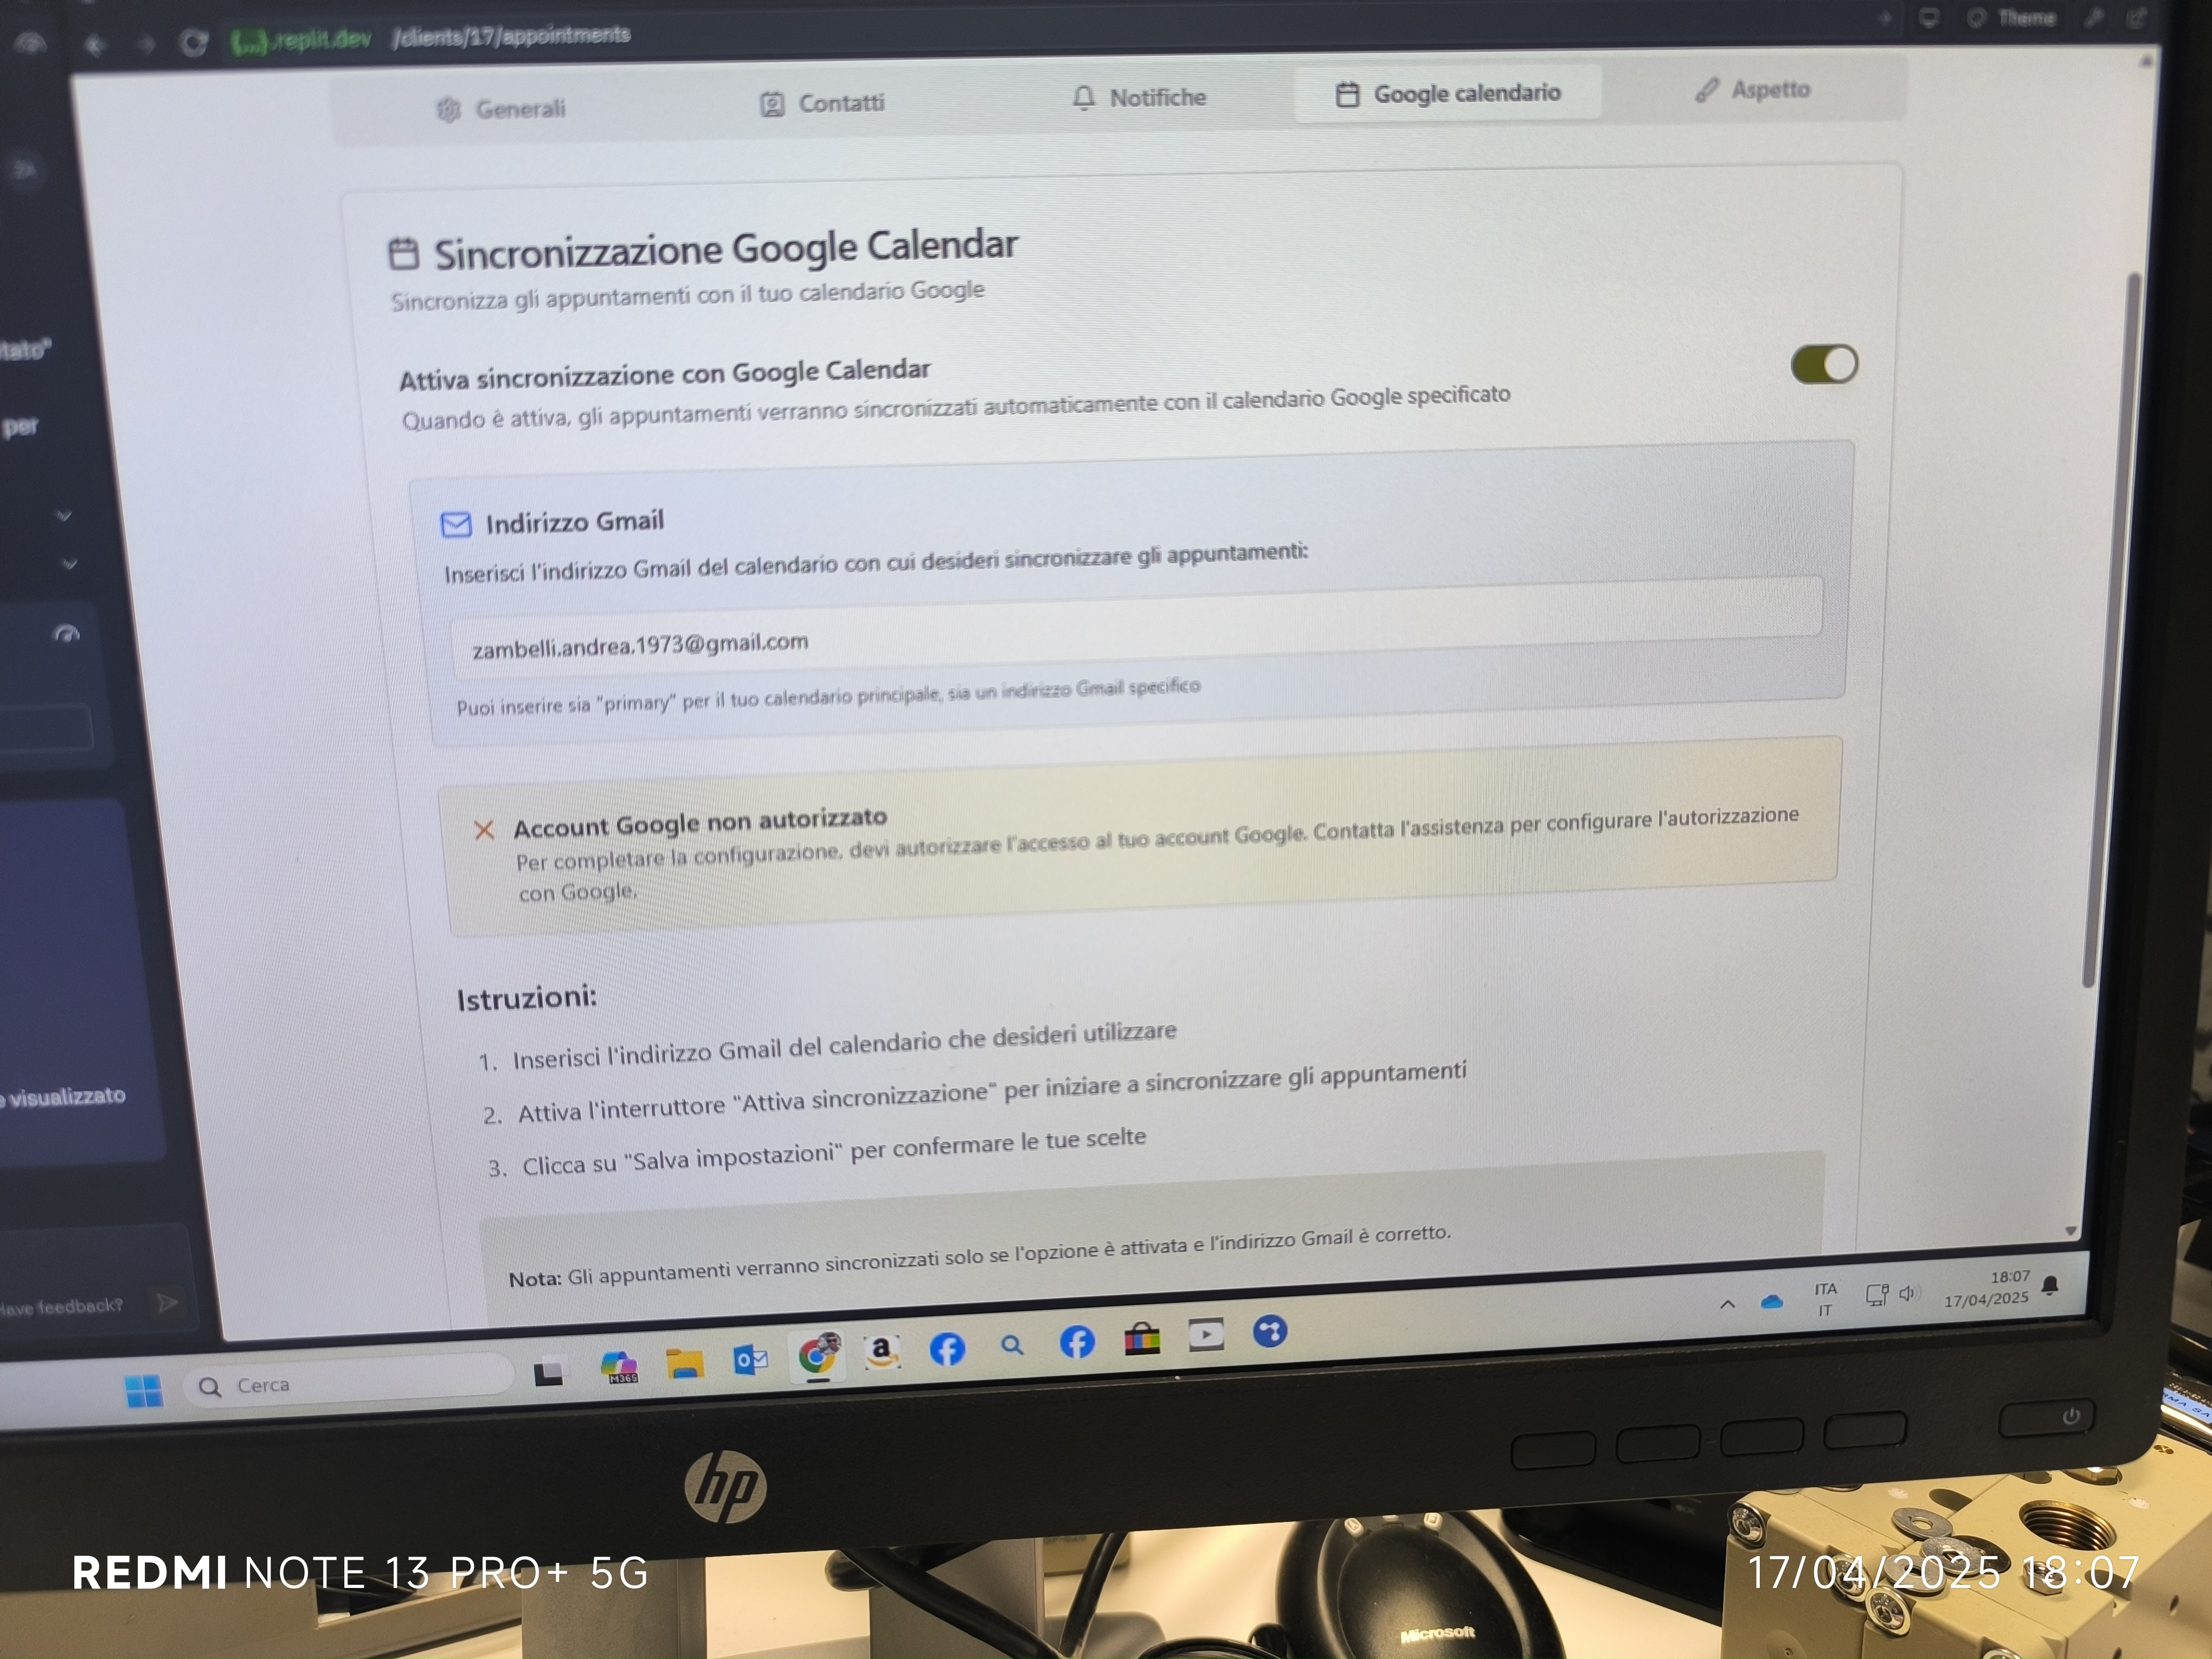 {...}.replit.dev /clients/17/appointments
Theme
Generali
Contatti
Notifiche
Google calendario
Aspetto
Sincronizzazione Google Calendar
Sincronizza gli appuntamenti con il tuo calendario Google
Attiva sincronizzazione con Google Calendar
Quando è attiva, gli appuntamenti verranno sincronizzati automaticamente con il calendario Google specificato
Indirizzo Gmail
Inserisci l'indirizzo Gmail del calendario con cui desideri sincronizzare gli appuntamenti:
zambelli.andrea.1973@gmail.com
Puoi inserire sia "primary" per il tuo calendario principale, sia un indirizzo Gmail specifico
Account Google non autorizzato
Per completare la configurazione, devi autorizzare l'accesso al tuo account Google. Contatta l'assistenza per configurare l'autorizzazione
con Google.
Istruzioni:
1. Inserisci l'indirizzo Gmail del calendario che desideri utilizzare
2. Attiva l'interruttore "Attiva sincronizzazione" per iniziare a sincronizzare gli appuntamenti
3. Clicca su "Salva impostazioni" per confermare le tue scelte
Nota: Gli appuntamenti verranno sincronizzati solo se l'opzione è attivata e l'indirizzo Gmail è corretto.
per
visualizzato
feedback?
Cerca
M365
a
ITA
IT
18:07
17/04/2025
hp
Microsoft
REDMI NOTE 13 PRO+ 5G
17/04/2025 18:07